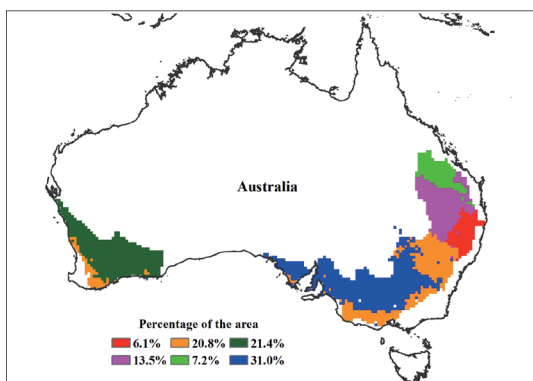 Australia
Percentage of the area
6.1% 20.8% 21.4%
13.5% 7.2% 31.0%